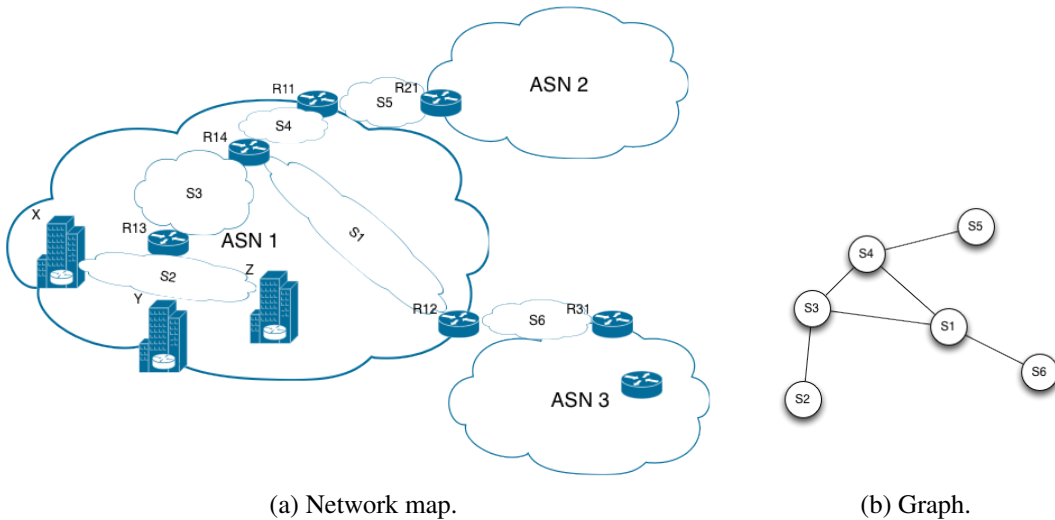 ASN 2
R11
R21
S5
S4
R14
S3
X
R13
ASN 1
S1
S2
Z
Y
R12
R31
S6
ASN 3
S5
S4
S3
S1
S6
S2
(a) Network map.
(b) Graph.